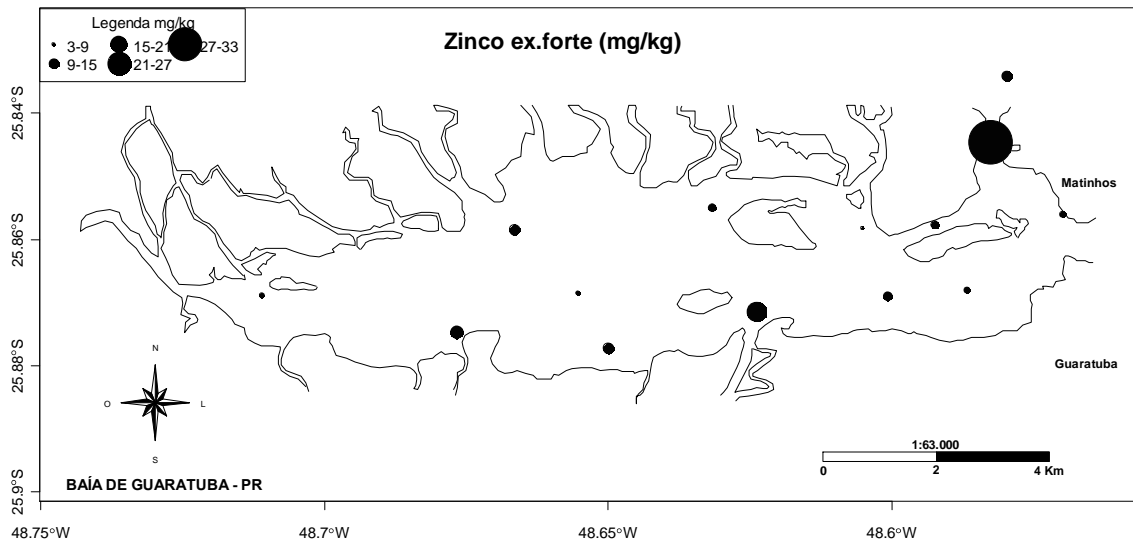 Legenda mg/kg
3-9 15-21 27-33
9-15 21-27
Zinco ex.forte (mg/kg)
25.84°S
25.86°S
25.88°S
25.9°S
Matinhos
Guaratuba
N
O L
S
1:63.000
0 2 4 Km
BAÍA DE GUARATUBA - PR
48.75°W 48.7°W 48.65°W 48.6°W